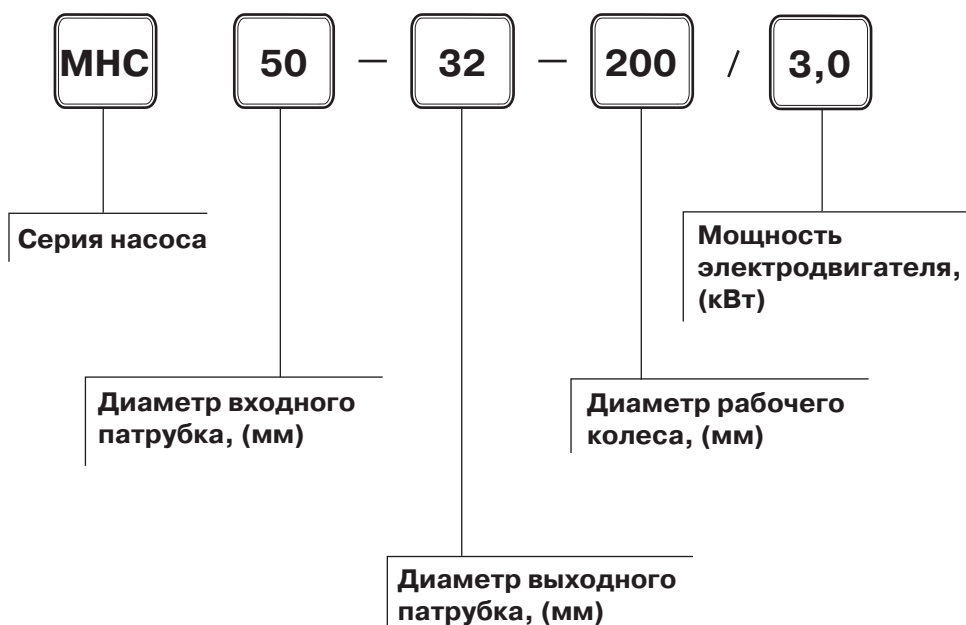 МНС 50 — 32 — 200 / 3,0
Серия насоса
Мощность
электродвигателя,
(кВт)
Диаметр входного
патрубка, (мм)
Диаметр рабочего
колеса, (мм)
Диаметр выходного
патрубка, (мм)